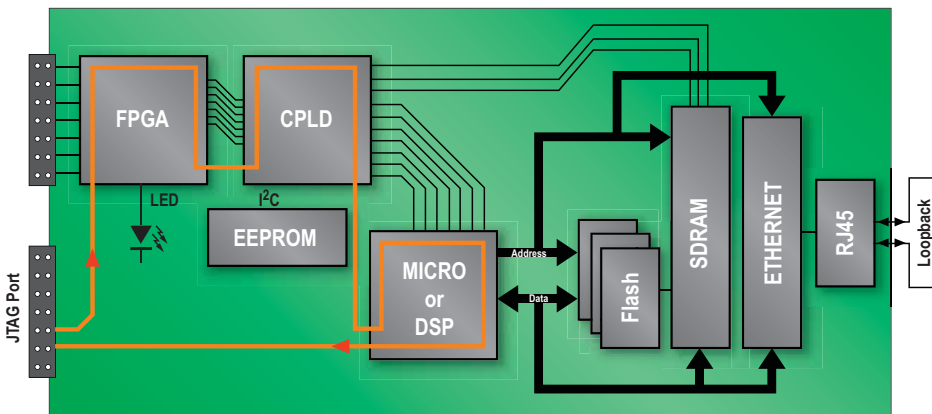 FPGA
CPLD
LED
I²C
EEPROM
JTAG Port
MICRO
or
DSP
Address
Data
Flash
SDRAM
ETHERNET
RJ45
Loopback